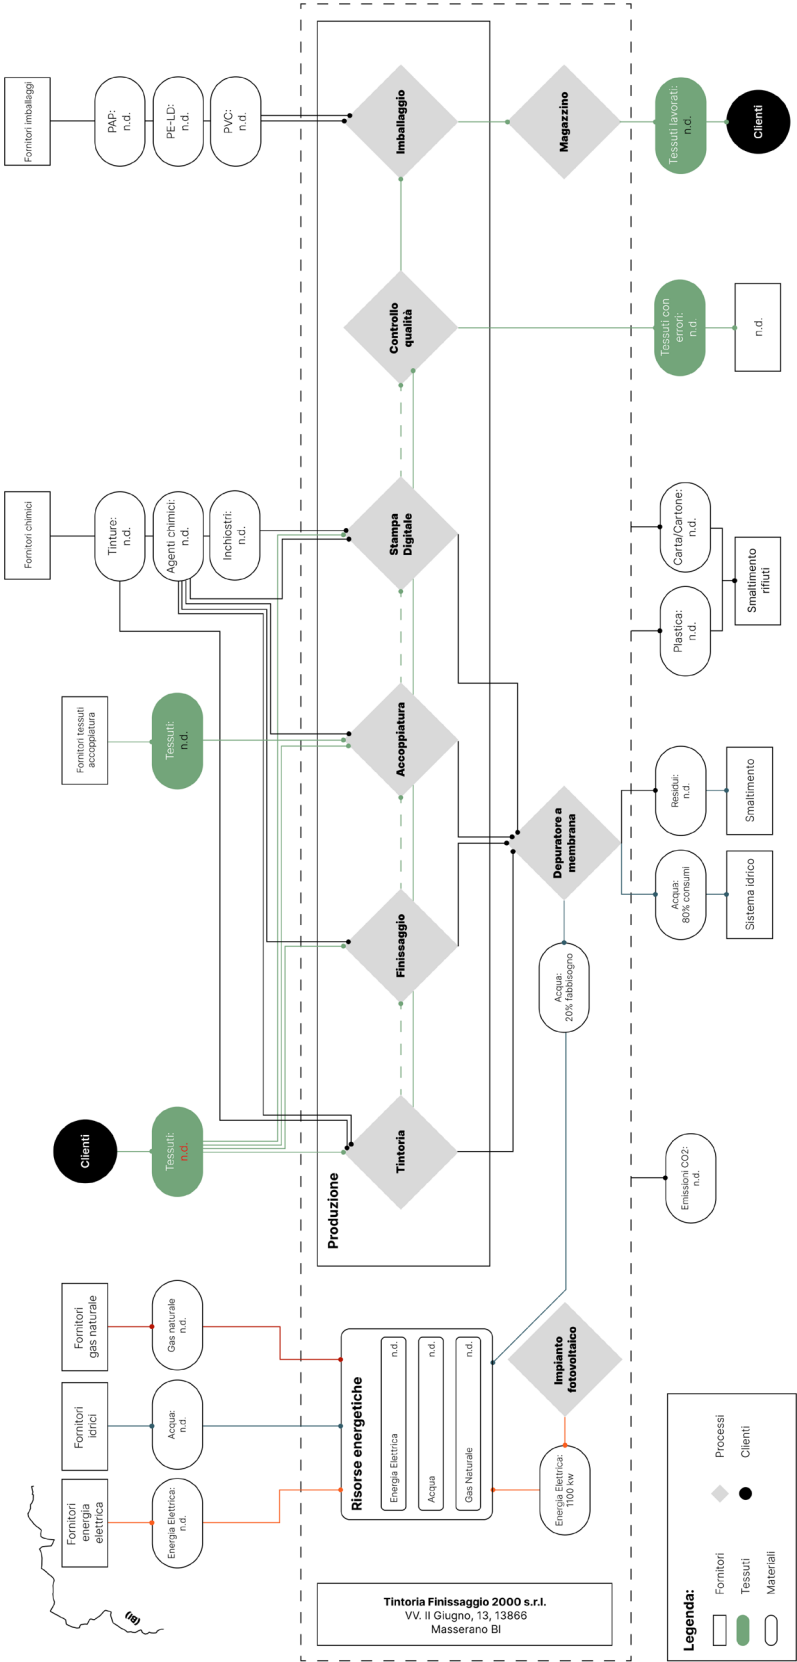 (BI)
Fornitori
energia
elettrica
Energia Elettrica:
n.d.
Fornitori
idrici
Acqua:
n.d.
Fornitori
gas naturale
Gas naturale
n.d.
Clienti
Tessuti:
n.d.
Fornitori tessuti
accoppiatura
Tessuti:
n.d.
Fornitori chimici
Tinture:
n.d.
Agenti chimici:
n.d.
Inchiostri:
n.d.
Fornitori imballaggi
PAP:
n.d.
PE-LD:
n.d.
PVC:
n.d.
Tintoria Finissaggio 2000 s.r.l.
VV. II Giugno, 13, 13866
Masserano BI
Risorse energetiche
Energia Elettrica n.d.
Acqua n.d.
Gas Naturale n.d.
Produzione
Tintoria
Finissaggio
Accoppiatura
Stampa
Digitale
Controllo
qualità
Imballaggio
Energia Elettrica:
1100 kw
Impianto
fotovoltaico
Acqua:
20% fabbisogno
Depuratore a
membrana
Magazzino
Emissioni CO2:
n.d.
Acqua:
80% consumi
Sistema idrico
Residui:
n.d.
Smaltimento
Plastica:
n.d.
Carta/Cartone:
n.d.
Smaltimento
rifiuti
Tessuti con
errori:
n.d.
n.d.
Tessuti lavorati:
n.d.
Clienti
Legenda:
Fornitori
Processi
Tessuti
Clienti
Materiali